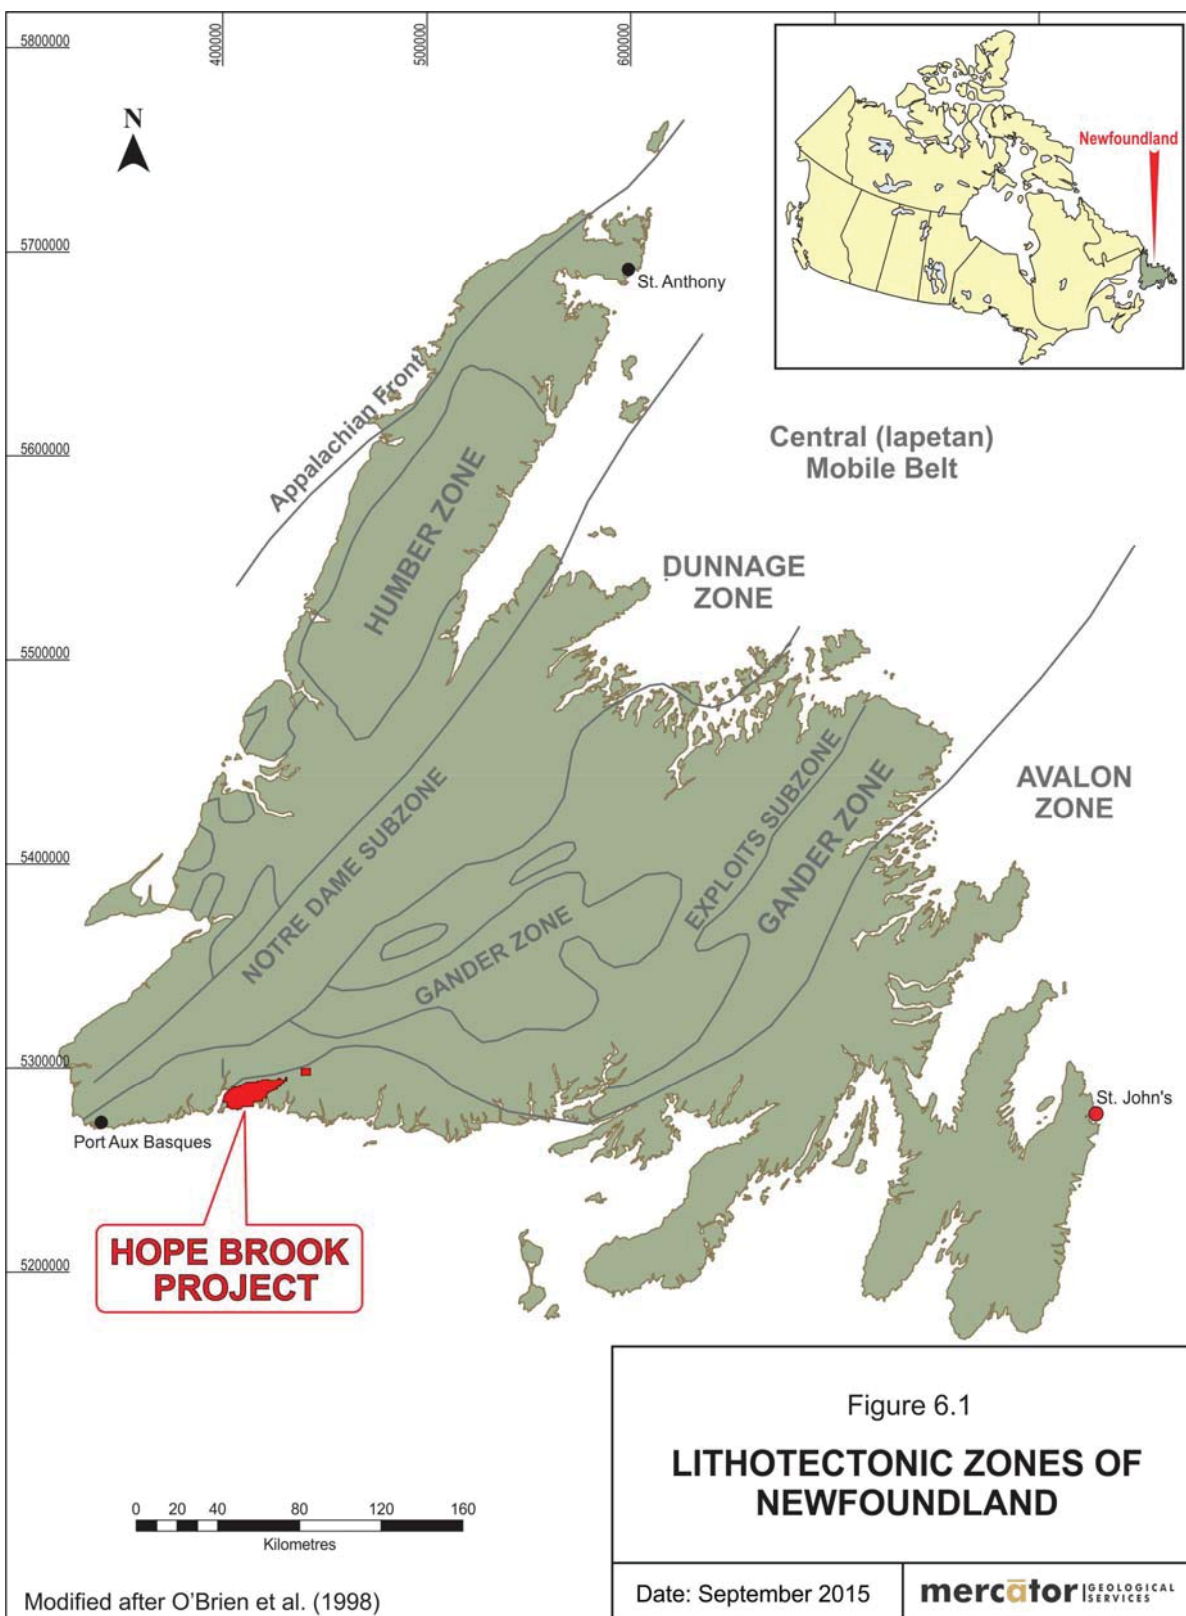 400000
500000
600000
5800000
5700000
5600000
5500000
5400000
5300000
5200000
N
Newfoundland
St. Anthony
Appalachian Front
Central (Iapetan)
Mobile Belt
HUMBER ZONE
DUNNAGE
ZONE
AVALON
ZONE
NOTRE DAME SUBZONE
EXPLOITS SUBZONE
GANDER ZONE
GANDER ZONE
St. John's
Port Aux Basques
HOPE BROOK
PROJECT
0 20 40 80 120 160
Kilometres
Figure 6.1
LITHOTECTONIC ZONES OF
NEWFOUNDLAND
Modified after O'Brien et al. (1998)
Date: September 2015
mercātor GEOLOGICAL
SERVICES